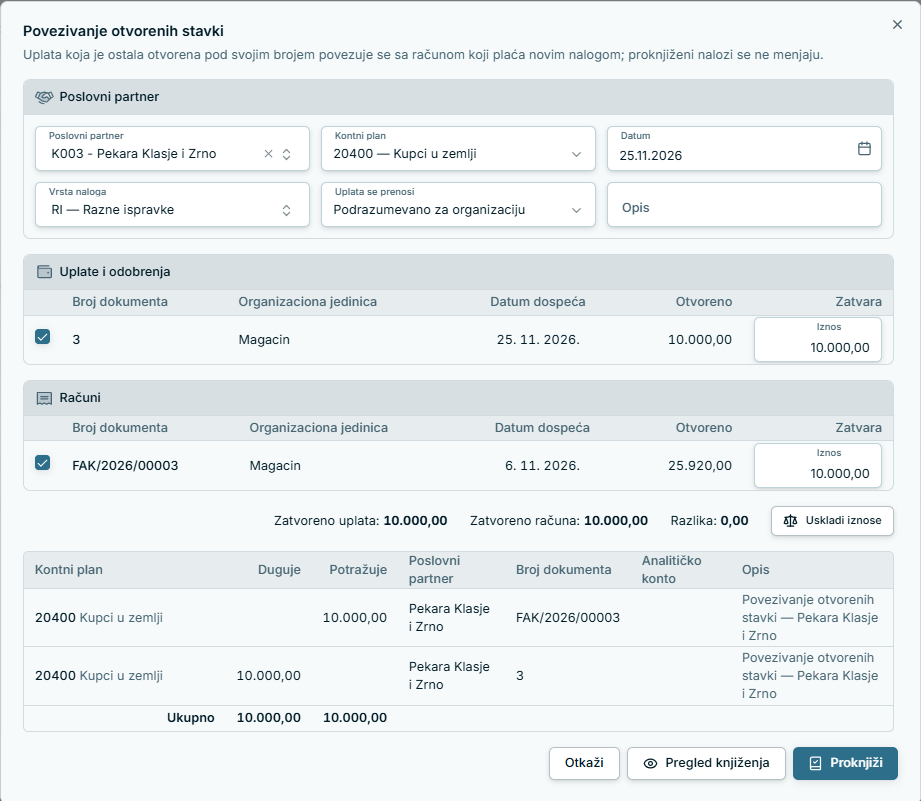 Povezivanje otvorenih stavki
Uplata koja je ostala otvorena pod svojim brojem povezuje se sa računom koji plaća novim nalogom; proknjiženi nalozi se ne menjaju.
Poslovni partner
Poslovni partner
K003 - Pekara Klasje i Zrno
Kontni plan
20400 — Kupci u zemlji
Datum
25.11.2026
Vrsta naloga
RI — Razne ispravke
Uplata se prenosi
Podrazumevano za organizaciju
Opis
Uplate i odobrenja
Broj dokumenta Organizaciona jedinica Datum dospeća Otvoreno Zatvara
3 Magacin 25. 11. 2026. 10.000,00
Iznos
10.000,00
Računi
Broj dokumenta Organizaciona jedinica Datum dospeća Otvoreno Zatvara
FAK/2026/00003 Magacin 6. 11. 2026. 25.920,00
Iznos
10.000,00
Zatvoreno uplata: 10.000,00 Zatvoreno računa: 10.000,00 Razlika: 0,00 Uskladi iznose
Kontni plan Duguje Potražuje Poslovni partner Broj dokumenta Analitičko konto Opis
20400 Kupci u zemlji 10.000,00 Pekara Klasje i Zrno FAK/2026/00003 Povezivanje otvorenih stavki — Pekara Klasje i Zrno
20400 Kupci u zemlji 10.000,00 Pekara Klasje i Zrno 3 Povezivanje otvorenih stavki — Pekara Klasje i Zrno
Ukupno 10.000,00 10.000,00
Otkaži Pregled knjiženja Proknjiži